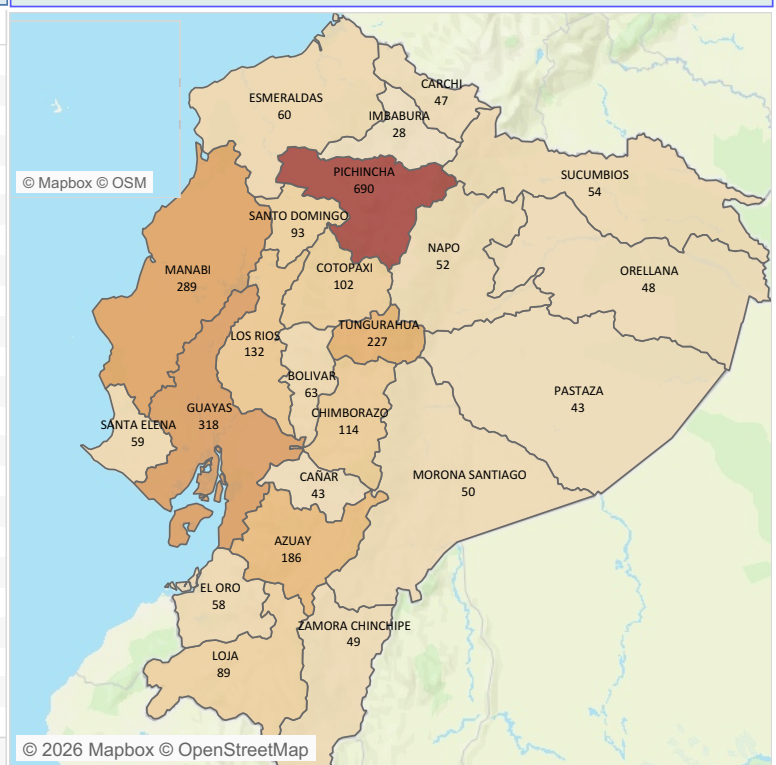 CARCHI
47
ESMERALDAS
60
IMBABURA
28
PICHINCHA
690
SUCUMBIOS
54
© Mapbox © OSM
SANTO DOMINGO
93
NAPO
52
COTOPAXI
102
MANABI
289
ORELLANA
48
TUNGURAHUA
227
LOS RIOS
132
BOLIVAR
63
PASTAZA
43
GUAYAS
318
CHIMBORAZO
114
SANTA ELENA
59
CAÑAR
43
MORONA SANTIAGO
50
AZUAY
186
EL ORO
58
ZAMORA CHINCHIPE
49
LOJA
89
© 2026 Mapbox © OpenStreetMap